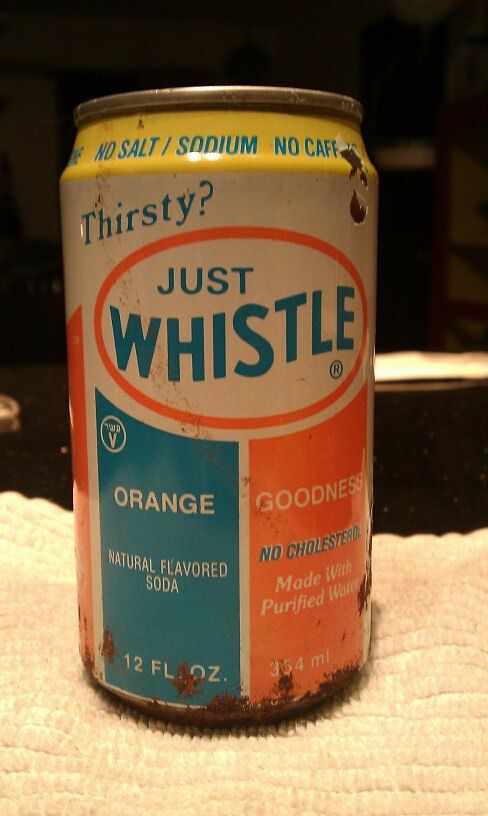 NO SALT / SODIUM NO CAFF
Thirsty?
JUST
WHISTLE
®
כשר
V
ORANGE
GOODNESS
NATURAL FLAVORED
SODA
NO CHOLESTEROL
Made With
Purified Water
12 FL. OZ.
354 ml